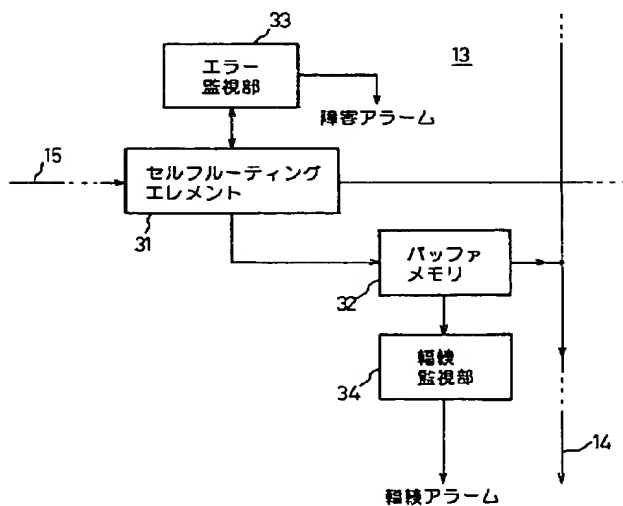 33
13
エラー
監視部
障害アラーム
15
セルフルーティング
エレメント
31
バッファ
メモリ
32
輻輳
監視部
34
14
輻輳アラーム